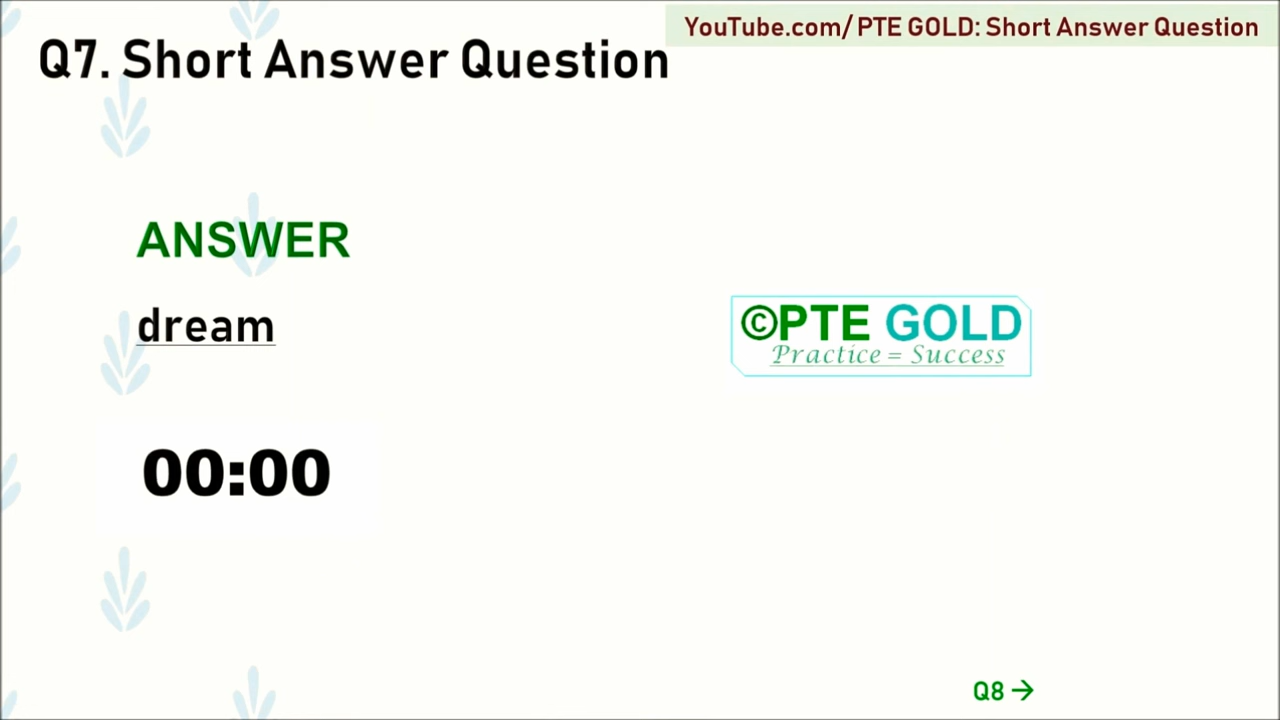 YouTube.com/ PTE GOLD: Short Answer Question
Q7. Short Answer Question
ANSWER
dream
©PTE GOLD
Practice = Success
00:00
Q8 →